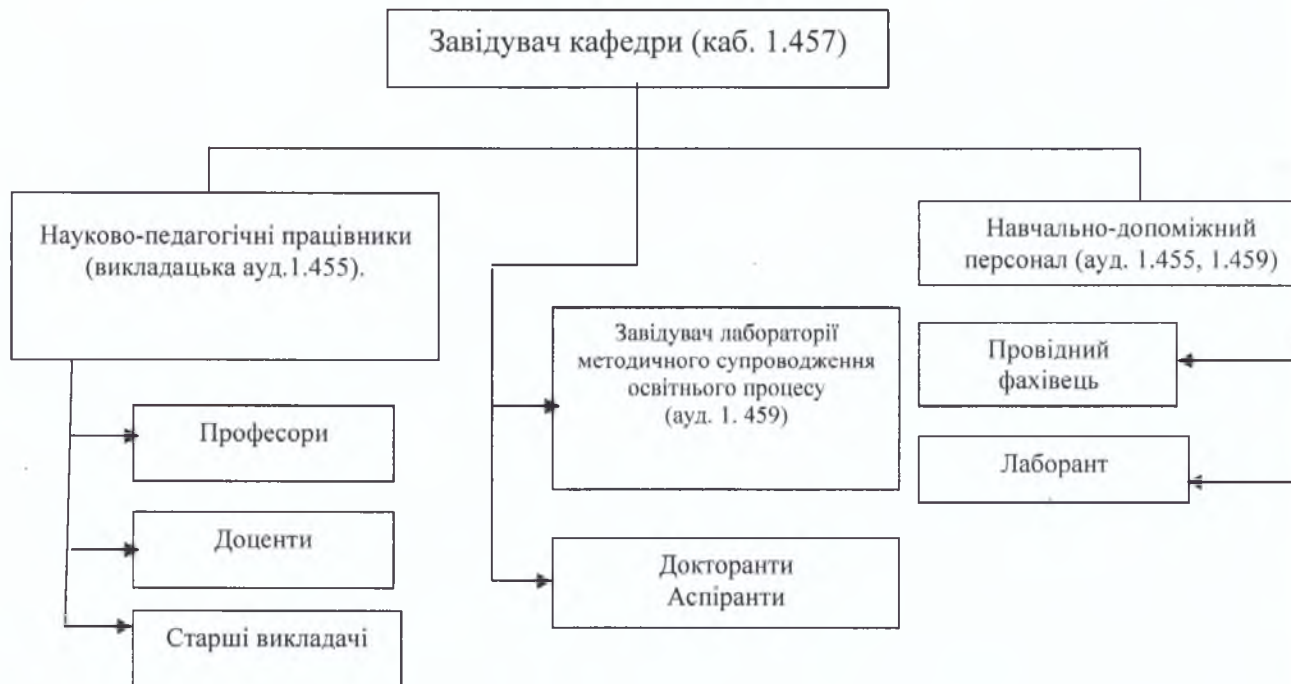 Завідувач кафедри (каб. 1.457)
Науково-педагогічні працівники
(викладацька ауд.1.455).
Професори
Доценти
Старші викладачі
Завідувач лабораторії
методичного супроводження
освітнього процесу
(ауд. 1. 459)
Докторанти
Аспіранти
Навчально-допоміжний
персонал (ауд. 1.455, 1.459)
Провідний
фахівець
Лаборант